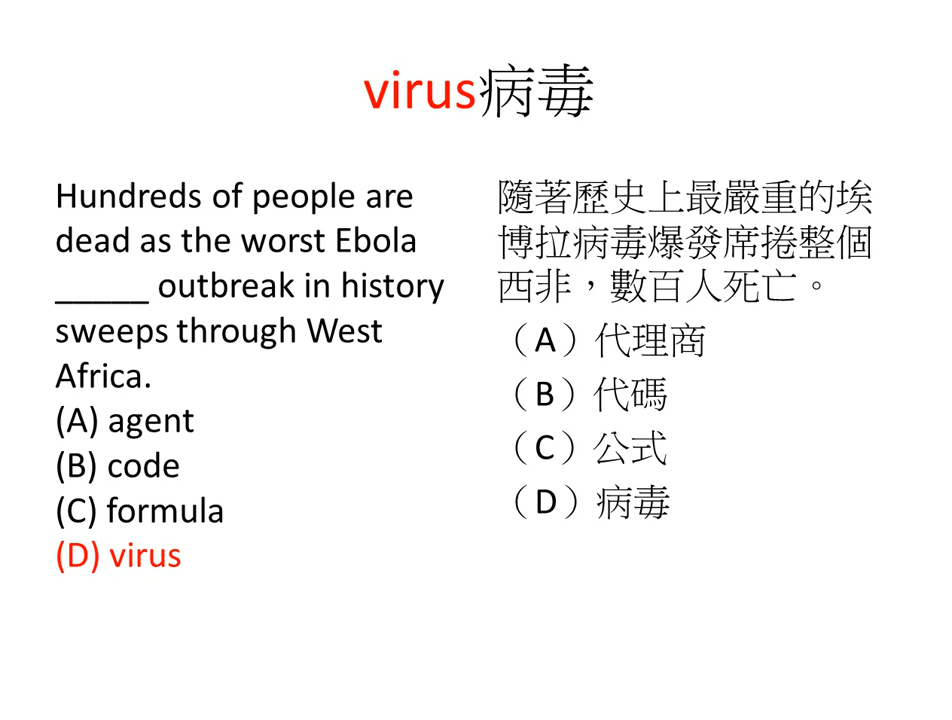 virus病毒
Hundreds of people are
dead as the worst Ebola
_____ outbreak in history
sweeps through West
Africa.
(A) agent
(B) code
(C) formula
(D) virus
隨著歷史上最嚴重的埃
博拉病毒爆發席捲整個
西非，數百人死亡。
（A）代理商
（B）代碼
（C）公式
（D）病毒